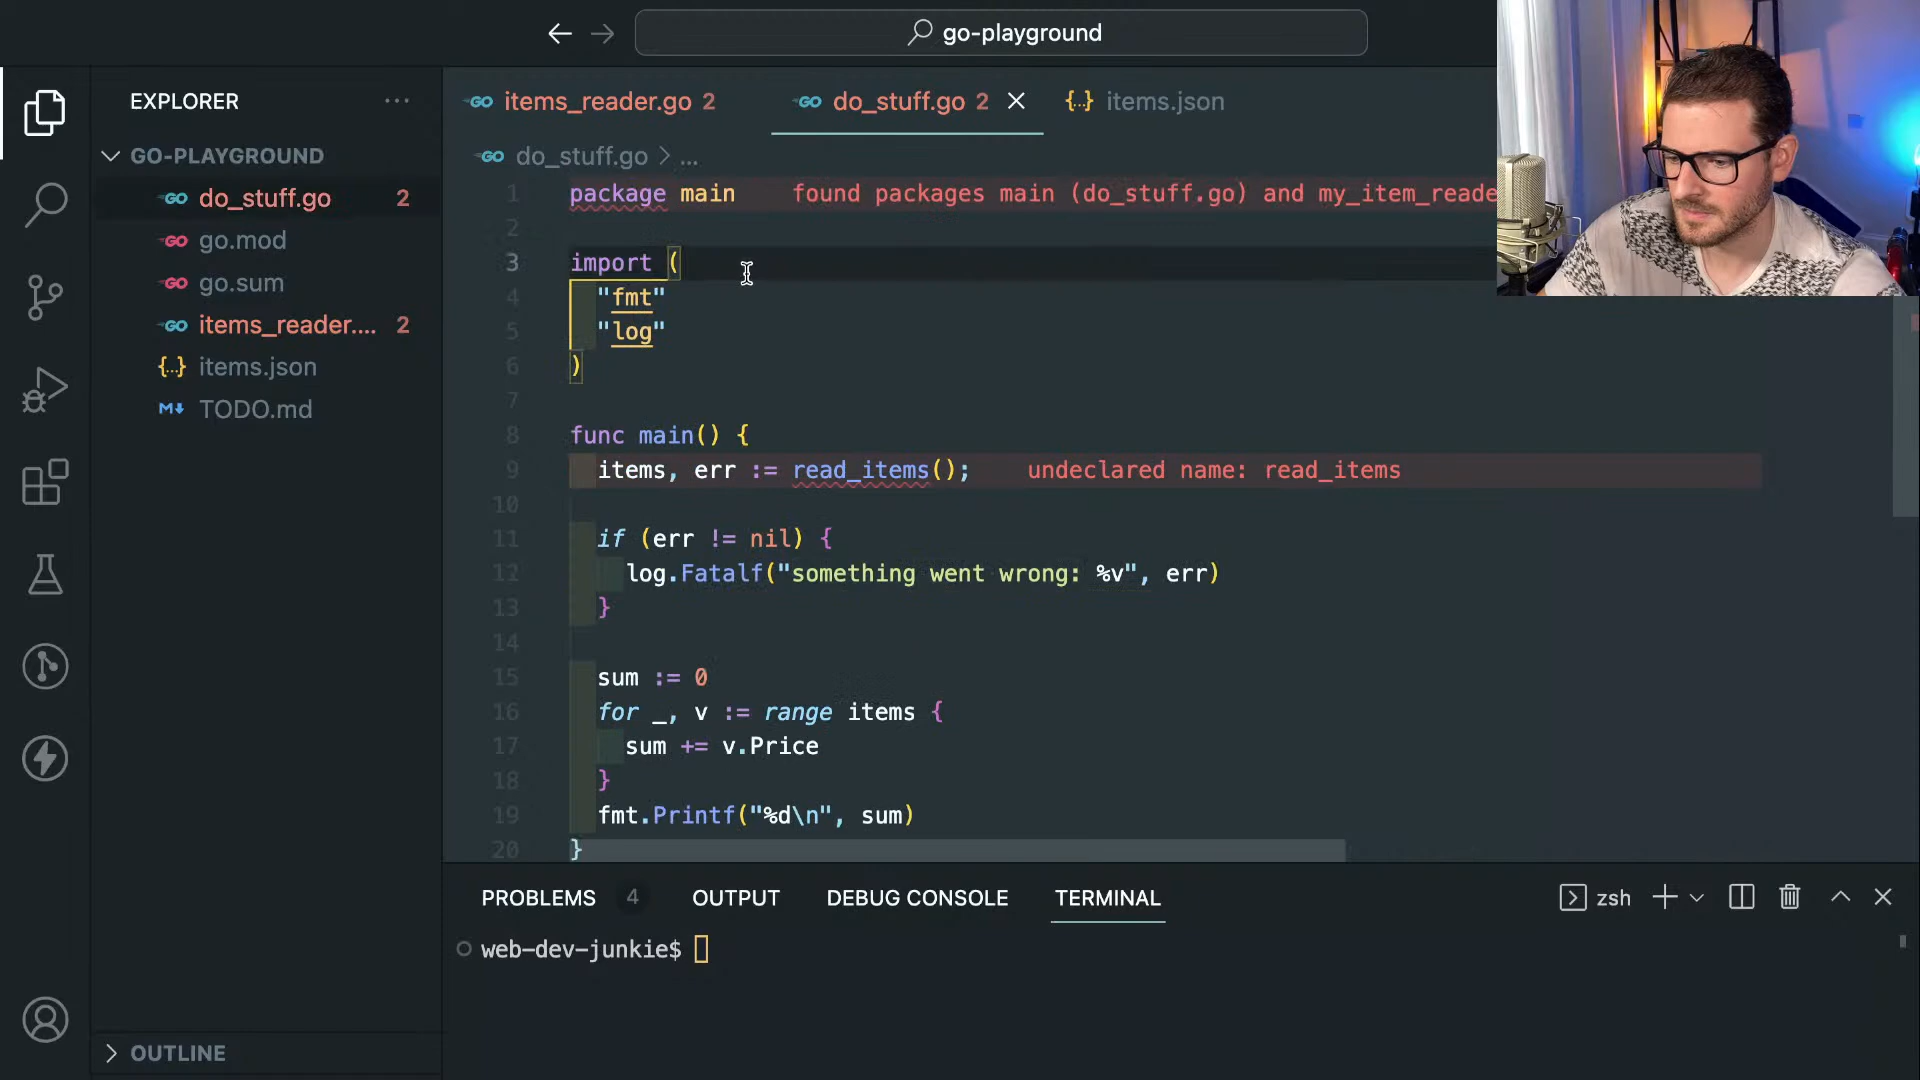 go-playground
EXPLORER
GO-PLAYGROUND
do_stuff.go 2
go.mod
go.sum
items_reader.... 2
items.json
TODO.md
OUTLINE
items_reader.go 2
do_stuff.go 2
items.json
do_stuff.go > ...
1 package main found packages main (do_stuff.go) and my_item_reade
2
3 import (
4 "fmt"
5 "log"
6 )
7
8 func main() {
9 items, err := read_items(); undeclared name: read_items
10
11 if (err != nil) {
12 log.Fatalf("something went wrong: %v", err)
13 }
14
15 sum := 0
16 for _, v := range items {
17 sum += v.Price
18 }
19 fmt.Printf("%d\n", sum)
20 }
PROBLEMS 4 OUTPUT DEBUG CONSOLE TERMINAL zsh
web-dev-junkie$